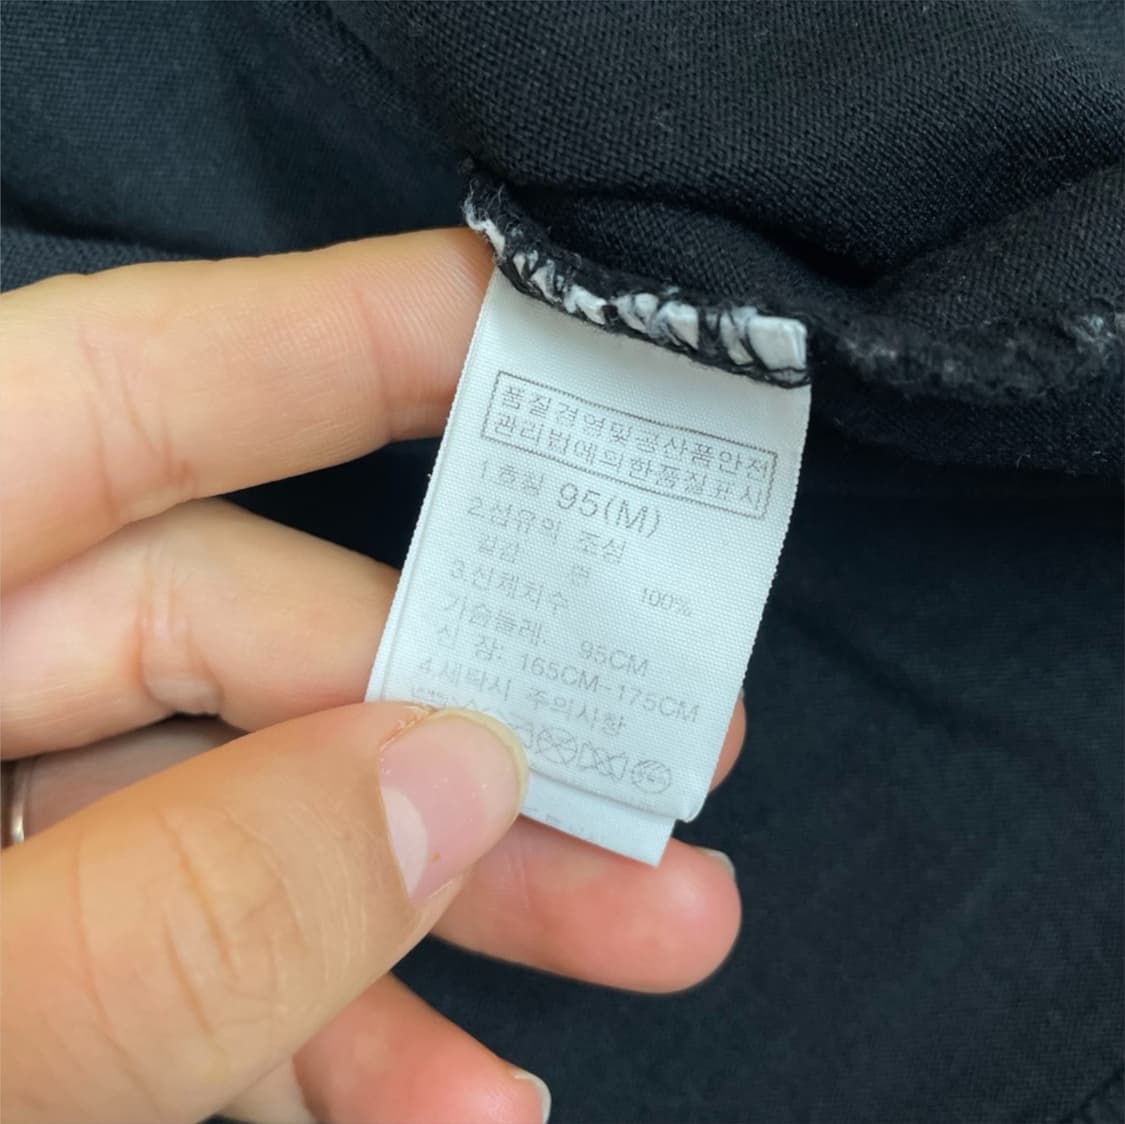 품질경영및공산품안전
관리법에의한품질표시
1.호칭 95(M)
2.섬유의 조성
겉감 면 100%
3.신체치수
가슴둘레: 95CM
신 장: 165CM-175CM
4.세탁시 주의사항